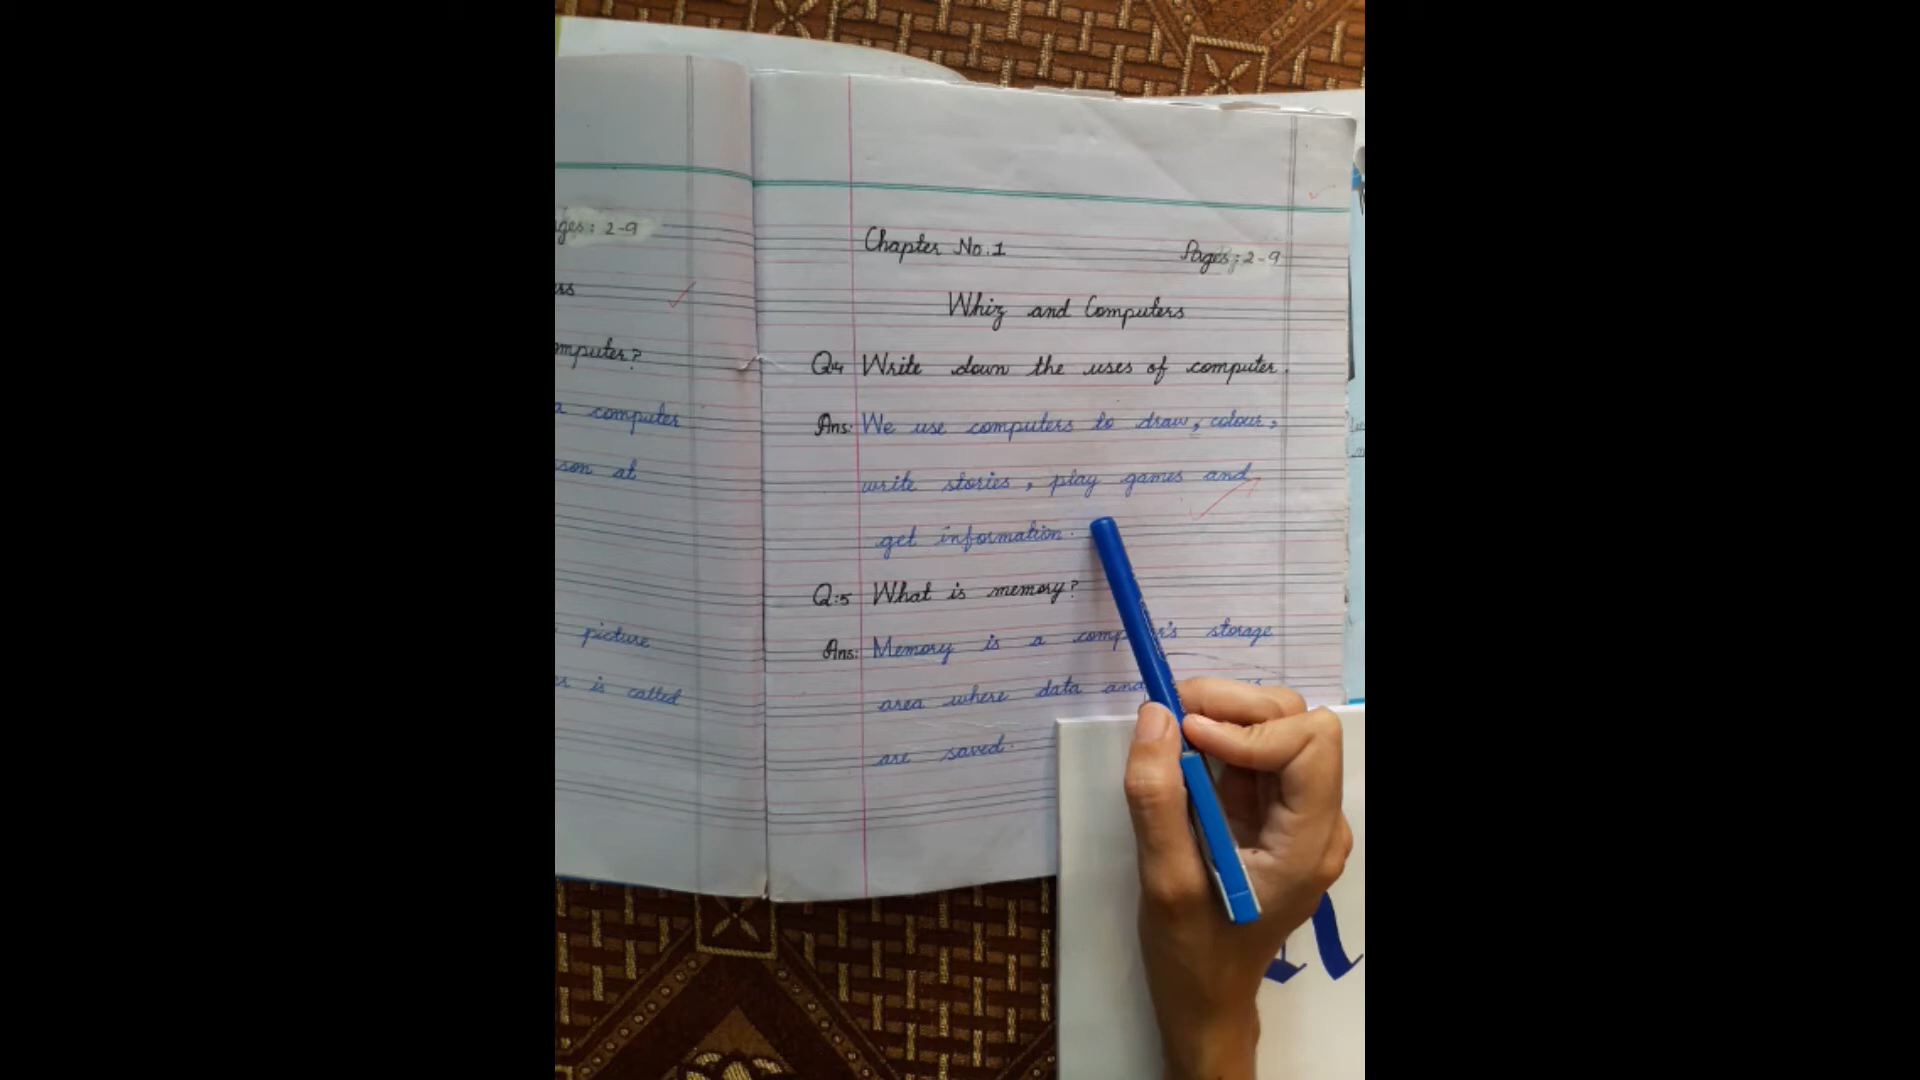 ges: 2-9
ss
mputer?
a computer
son at
picture
r is called
Chapter No.1 Pages: 2-9
Whiz and Computers
Q4 Write down the uses of computer.
Ans: We use computers to draw, colour,
write stories, play games and
get information.
Q:5 What is memory?
Ans: Memory is a comp r's storage
area where data and
are saved.